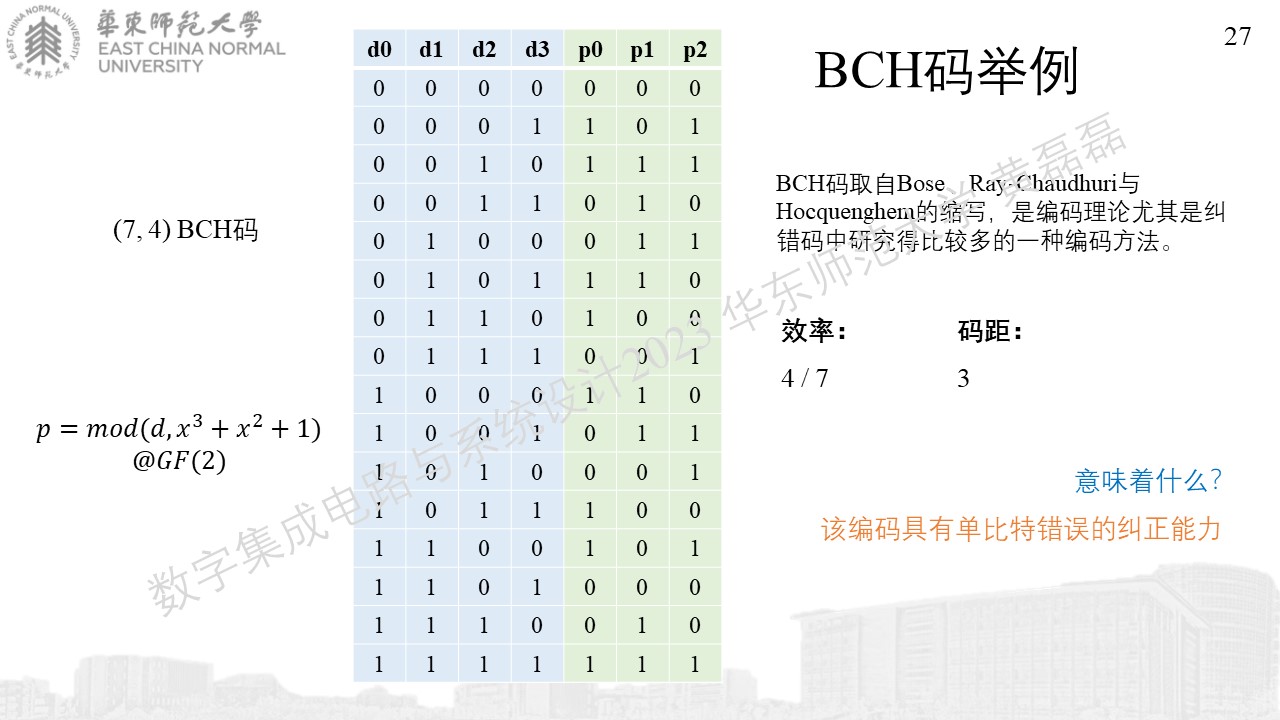 華東師範大學
EAST CHINA NORMAL
UNIVERSITY
EAST CHINA NORMAL UNIVERSITY
華東師範大學
27
BCH码举例
(7, 4) BCH码
𝑝 = 𝑚𝑜𝑑(𝑑, 𝑥³ + 𝑥² + 1)
@𝐺𝐹(2)
d0 d1 d2 d3 p0 p1 p2
0 0 0 0 0 0 0
0 0 0 1 1 0 1
0 0 1 0 1 1 1
0 0 1 1 0 1 0
0 1 0 0 0 1 1
0 1 0 1 1 1 0
0 1 1 0 1 0 0
0 1 1 1 0 0 1
1 0 0 0 1 1 0
1 0 0 1 0 1 1
1 0 1 0 0 0 1
1 0 1 1 1 0 0
1 1 0 0 1 0 1
1 1 0 1 0 0 0
1 1 1 0 0 1 0
1 1 1 1 1 1 1
BCH码取自Bose、Ray-Chaudhuri与
Hocquenghem的缩写，是编码理论尤其是纠
错码中研究得比较多的一种编码方法。
效率： 码距：
4 / 7 3
意味着什么？
该编码具有单比特错误的纠正能力
数字集成电路与系统设计2023 华东师范大学 黄磊磊